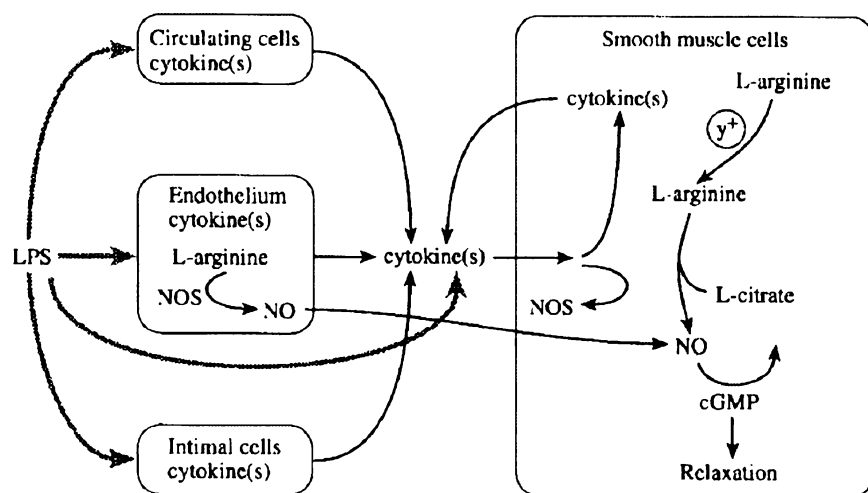 Circulating cells
cytokine(s)
Smooth muscle cells
L-arginine
cytokine(s)
y+
Endothelium
cytokine(s)
L-arginine
LPS
L-arginine
cytokine(s)
NOS
NO
NOS
L-citrate
NO
cGMP
Intimal cells
cytokine(s)
Relaxation